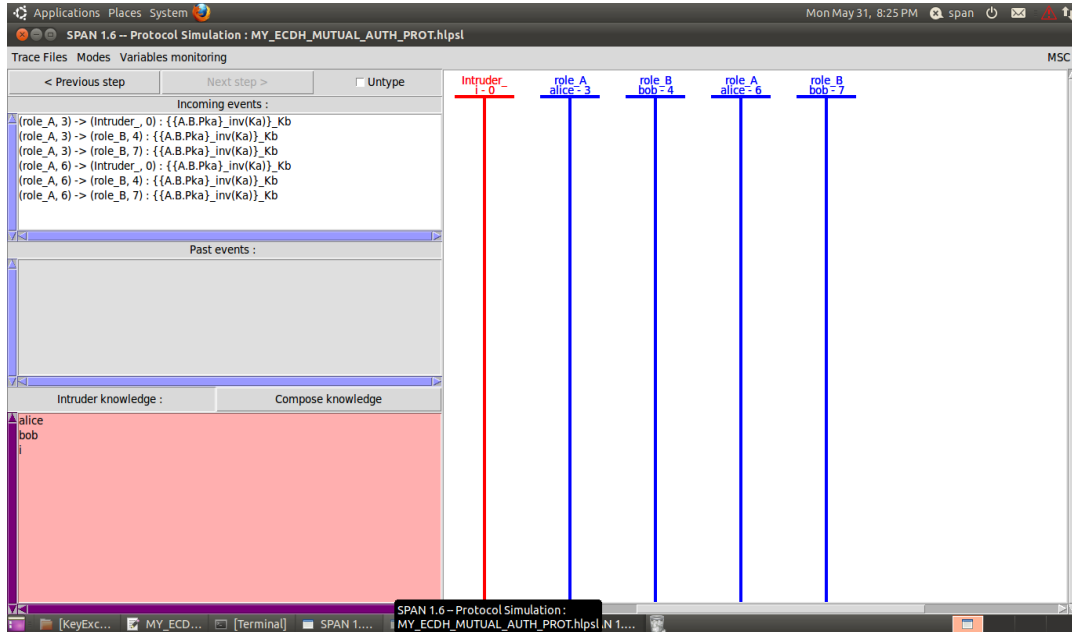 Applications Places System
Mon May 31, 8:25 PM span
SPAN 1.6 -- Protocol Simulation : MY_ECDH_MUTUAL_AUTH_PROT.hlpsl
Trace Files Modes Variables monitoring MSC
< Previous step Next step > Untype
Incoming events :
(role_A, 3) -> (Intruder_, 0) : {{A.B.Pka}_inv(Ka)}_Kb
(role_A, 3) -> (role_B, 4) : {{A.B.Pka}_inv(Ka)}_Kb
(role_A, 3) -> (role_B, 7) : {{A.B.Pka}_inv(Ka)}_Kb
(role_A, 6) -> (Intruder_, 0) : {{A.B.Pka}_inv(Ka)}_Kb
(role_A, 6) -> (role_B, 4) : {{A.B.Pka}_inv(Ka)}_Kb
(role_A, 6) -> (role_B, 7) : {{A.B.Pka}_inv(Ka)}_Kb
Past events :
Intruder knowledge : Compose knowledge
alice
bob
i
Intruder_ role_A role_B role_A role_B
i - 0 alice - 3 bob - 4 alice - 6 bob - 7
SPAN 1.6 -- Protocol Simulation :
MY_ECDH_MUTUAL_AUTH_PROT.hlpsl
[KeyExc... MY_ECD... [Terminal] SPAN 1.... N 1....